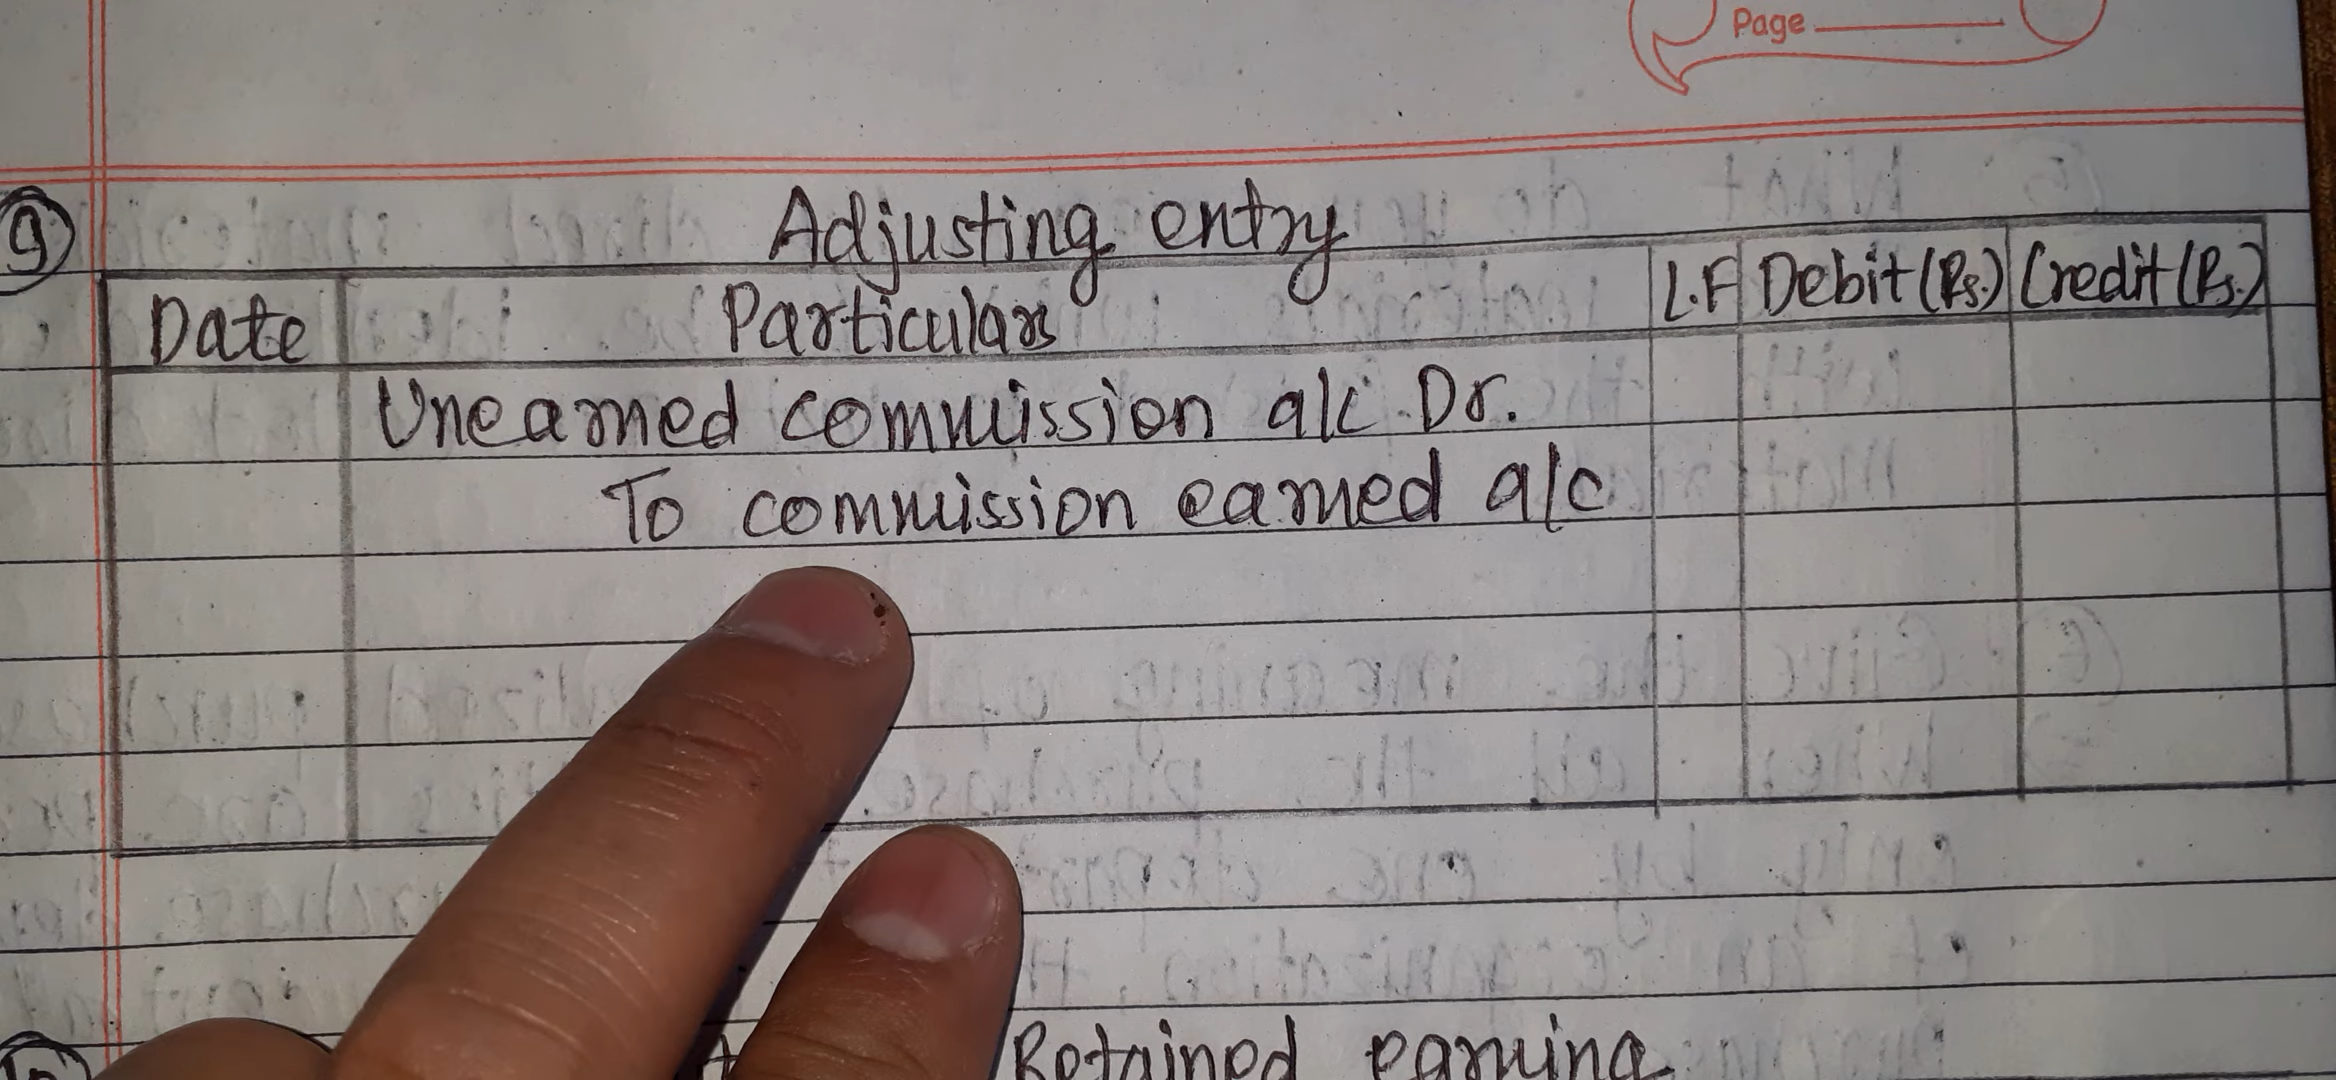 Page
9
Adjusting entry
Date Particulars L.F Debit (Rs.) Credit (Rs.)
Unearned commission a/c Dr.
To commission earned a/c
Retained earning